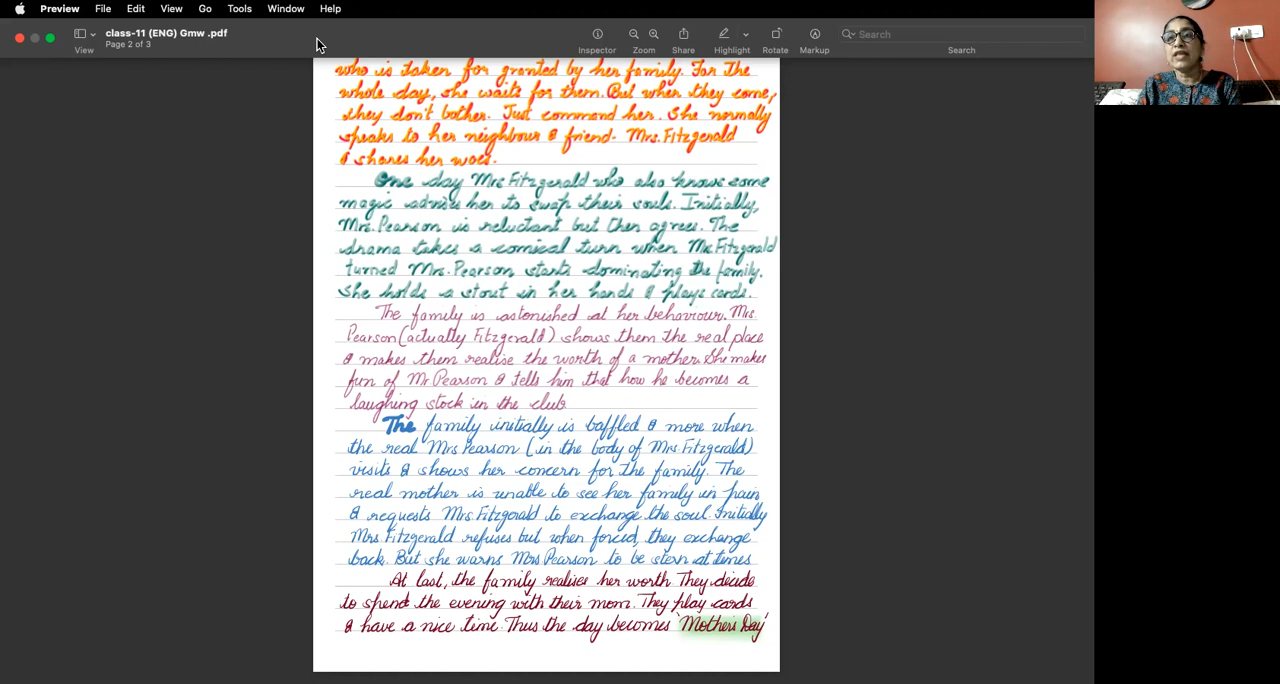 Preview File Edit View Go Tools Window Help
class-11 (ENG) Gmw .pdf
Page 2 of 3
View Inspector Zoom Share Highlight Rotate Markup Search
Search
who is taken for granted by her family. For the
whole day, she waits for them. But when they come,
they don't bother. Just command her. She normally
speaks to her neighbour & friend- Mrs. Fitzgerald
& shares her woes.
One day Mrs Fitzgerald who also knows some
magic advises her to swap their souls. Initially,
Mrs. Pearson is reluctant but then agrees. The
drama takes a comical turn when Mrs Fitzgerald
turned Mrs. Pearson starts dominating the family.
She holds a stout in her hands & plays cards.
The family is astonished at her behaviour. Mrs
Pearson (actually Fitzgerald) shows them the real place
& makes them realise the worth of a mother. She makes
fun of Mr Pearson & tells him that how he becomes a
laughing stock in the club.
The family initially is baffled & more when
the real Mrs Pearson (in the body of Mrs Fitzgerald)
visits & shows her concern for the family. The
real mother is unable to see her family in pain
& requests Mrs. Fitzgerald to exchange the soul. Initially
Mrs. Fitzgerald refuses but when forced, they exchange
back. But she warns Mrs Pearson to be stern at times
At last, the family realises her worth They decide
to spend the evening with their mom. They play cards
& have a nice time. Thus the day becomes 'Mother's Day'